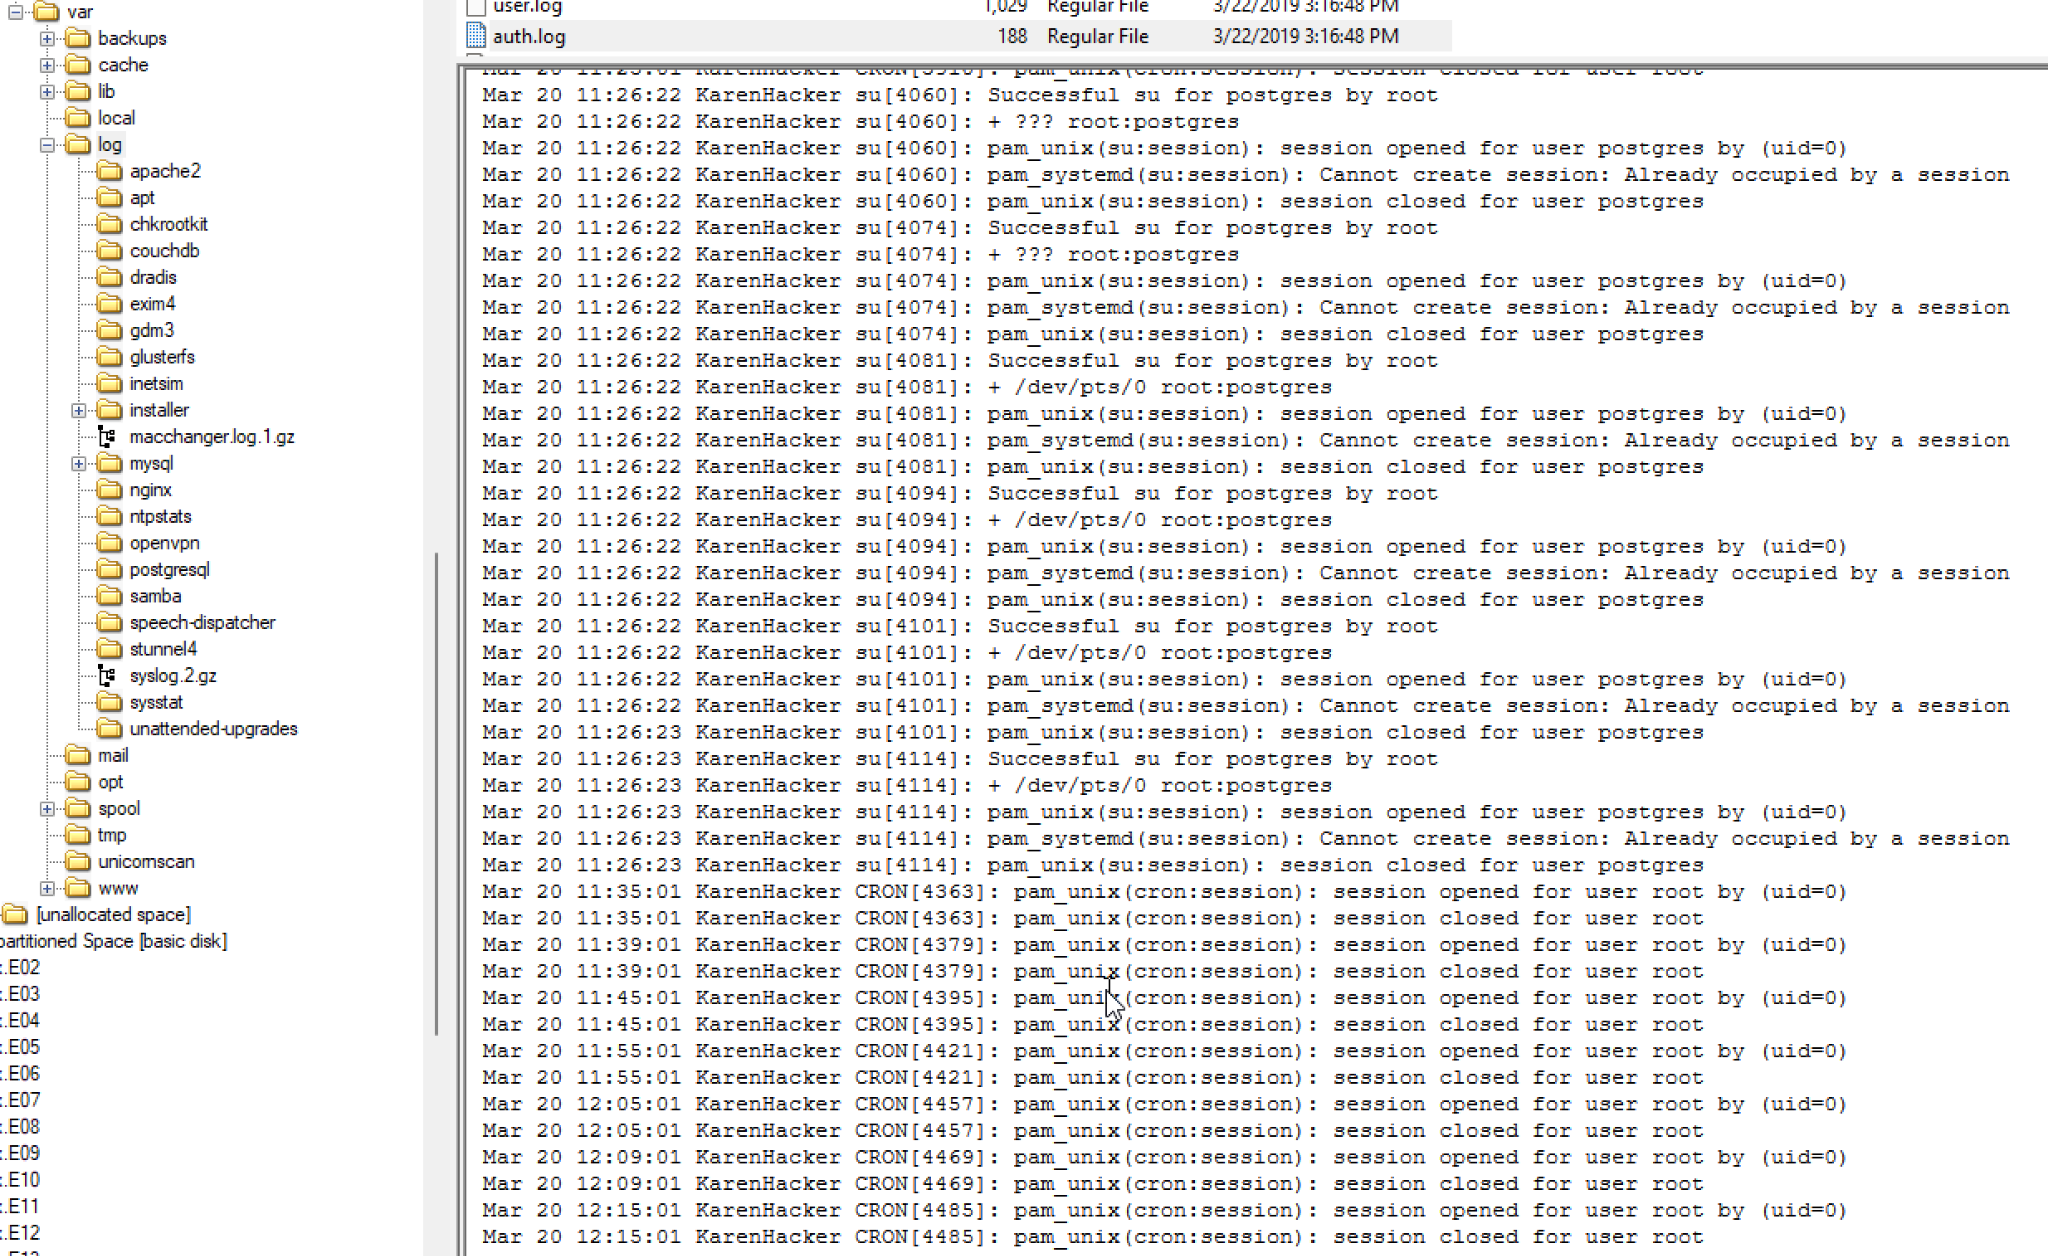 var
backups
cache
lib
local
log
apache2
apt
chkrootkit
couchdb
dradis
exim4
gdm3
glusterfs
inetsim
installer
macchanger.log.1.gz
mysql
nginx
ntpstats
openvpn
postgresql
samba
speech-dispatcher
stunnel4
syslog.2.gz
sysstat
unattended-upgrades
mail
opt
spool
tmp
unicornscan
www
[unallocated space]
partitioned Space [basic disk]
:.E02
:.E03
:.E04
:.E05
:.E06
:.E07
:.E08
:.E09
:.E10
:.E11
:.E12
user.log 1,029 Regular File 3/22/2019 3:16:48 PM
auth.log 188 Regular File 3/22/2019 3:16:48 PM
KarenHacker pam_unix(cron:session): session closed for user root
Mar 20 11:26:22 KarenHacker su[4060]: Successful su for postgres by root
Mar 20 11:26:22 KarenHacker su[4060]: + ??? root:postgres
Mar 20 11:26:22 KarenHacker su[4060]: pam_unix(su:session): session opened for user postgres by (uid=0)
Mar 20 11:26:22 KarenHacker su[4060]: pam_systemd(su:session): Cannot create session: Already occupied by a session
Mar 20 11:26:22 KarenHacker su[4060]: pam_unix(su:session): session closed for user postgres
Mar 20 11:26:22 KarenHacker su[4074]: Successful su for postgres by root
Mar 20 11:26:22 KarenHacker su[4074]: + ??? root:postgres
Mar 20 11:26:22 KarenHacker su[4074]: pam_unix(su:session): session opened for user postgres by (uid=0)
Mar 20 11:26:22 KarenHacker su[4074]: pam_systemd(su:session): Cannot create session: Already occupied by a session
Mar 20 11:26:22 KarenHacker su[4074]: pam_unix(su:session): session closed for user postgres
Mar 20 11:26:22 KarenHacker su[4081]: Successful su for postgres by root
Mar 20 11:26:22 KarenHacker su[4081]: + /dev/pts/0 root:postgres
Mar 20 11:26:22 KarenHacker su[4081]: pam_unix(su:session): session opened for user postgres by (uid=0)
Mar 20 11:26:22 KarenHacker su[4081]: pam_systemd(su:session): Cannot create session: Already occupied by a session
Mar 20 11:26:22 KarenHacker su[4081]: pam_unix(su:session): session closed for user postgres
Mar 20 11:26:22 KarenHacker su[4094]: Successful su for postgres by root
Mar 20 11:26:22 KarenHacker su[4094]: + /dev/pts/0 root:postgres
Mar 20 11:26:22 KarenHacker su[4094]: pam_unix(su:session): session opened for user postgres by (uid=0)
Mar 20 11:26:22 KarenHacker su[4094]: pam_systemd(su:session): Cannot create session: Already occupied by a session
Mar 20 11:26:22 KarenHacker su[4094]: pam_unix(su:session): session closed for user postgres
Mar 20 11:26:22 KarenHacker su[4101]: Successful su for postgres by root
Mar 20 11:26:22 KarenHacker su[4101]: + /dev/pts/0 root:postgres
Mar 20 11:26:22 KarenHacker su[4101]: pam_unix(su:session): session opened for user postgres by (uid=0)
Mar 20 11:26:22 KarenHacker su[4101]: pam_systemd(su:session): Cannot create session: Already occupied by a session
Mar 20 11:26:23 KarenHacker su[4101]: pam_unix(su:session): session closed for user postgres
Mar 20 11:26:23 KarenHacker su[4114]: Successful su for postgres by root
Mar 20 11:26:23 KarenHacker su[4114]: + /dev/pts/0 root:postgres
Mar 20 11:26:23 KarenHacker su[4114]: pam_unix(su:session): session opened for user postgres by (uid=0)
Mar 20 11:26:23 KarenHacker su[4114]: pam_systemd(su:session): Cannot create session: Already occupied by a session
Mar 20 11:26:23 KarenHacker su[4114]: pam_unix(su:session): session closed for user postgres
Mar 20 11:35:01 KarenHacker CRON[4363]: pam_unix(cron:session): session opened for user root by (uid=0)
Mar 20 11:35:01 KarenHacker CRON[4363]: pam_unix(cron:session): session closed for user root
Mar 20 11:39:01 KarenHacker CRON[4379]: pam_unix(cron:session): session opened for user root by (uid=0)
Mar 20 11:39:01 KarenHacker CRON[4379]: pam_unix(cron:session): session closed for user root
Mar 20 11:45:01 KarenHacker CRON[4395]: pam_unix(cron:session): session opened for user root by (uid=0)
Mar 20 11:45:01 KarenHacker CRON[4395]: pam_unix(cron:session): session closed for user root
Mar 20 11:55:01 KarenHacker CRON[4421]: pam_unix(cron:session): session opened for user root by (uid=0)
Mar 20 11:55:01 KarenHacker CRON[4421]: pam_unix(cron:session): session closed for user root
Mar 20 12:05:01 KarenHacker CRON[4457]: pam_unix(cron:session): session opened for user root by (uid=0)
Mar 20 12:05:01 KarenHacker CRON[4457]: pam_unix(cron:session): session closed for user root
Mar 20 12:09:01 KarenHacker CRON[4469]: pam_unix(cron:session): session opened for user root by (uid=0)
Mar 20 12:09:01 KarenHacker CRON[4469]: pam_unix(cron:session): session closed for user root
Mar 20 12:15:01 KarenHacker CRON[4485]: pam_unix(cron:session): session opened for user root by (uid=0)
Mar 20 12:15:01 KarenHacker CRON[4485]: pam_unix(cron:session): session closed for user root